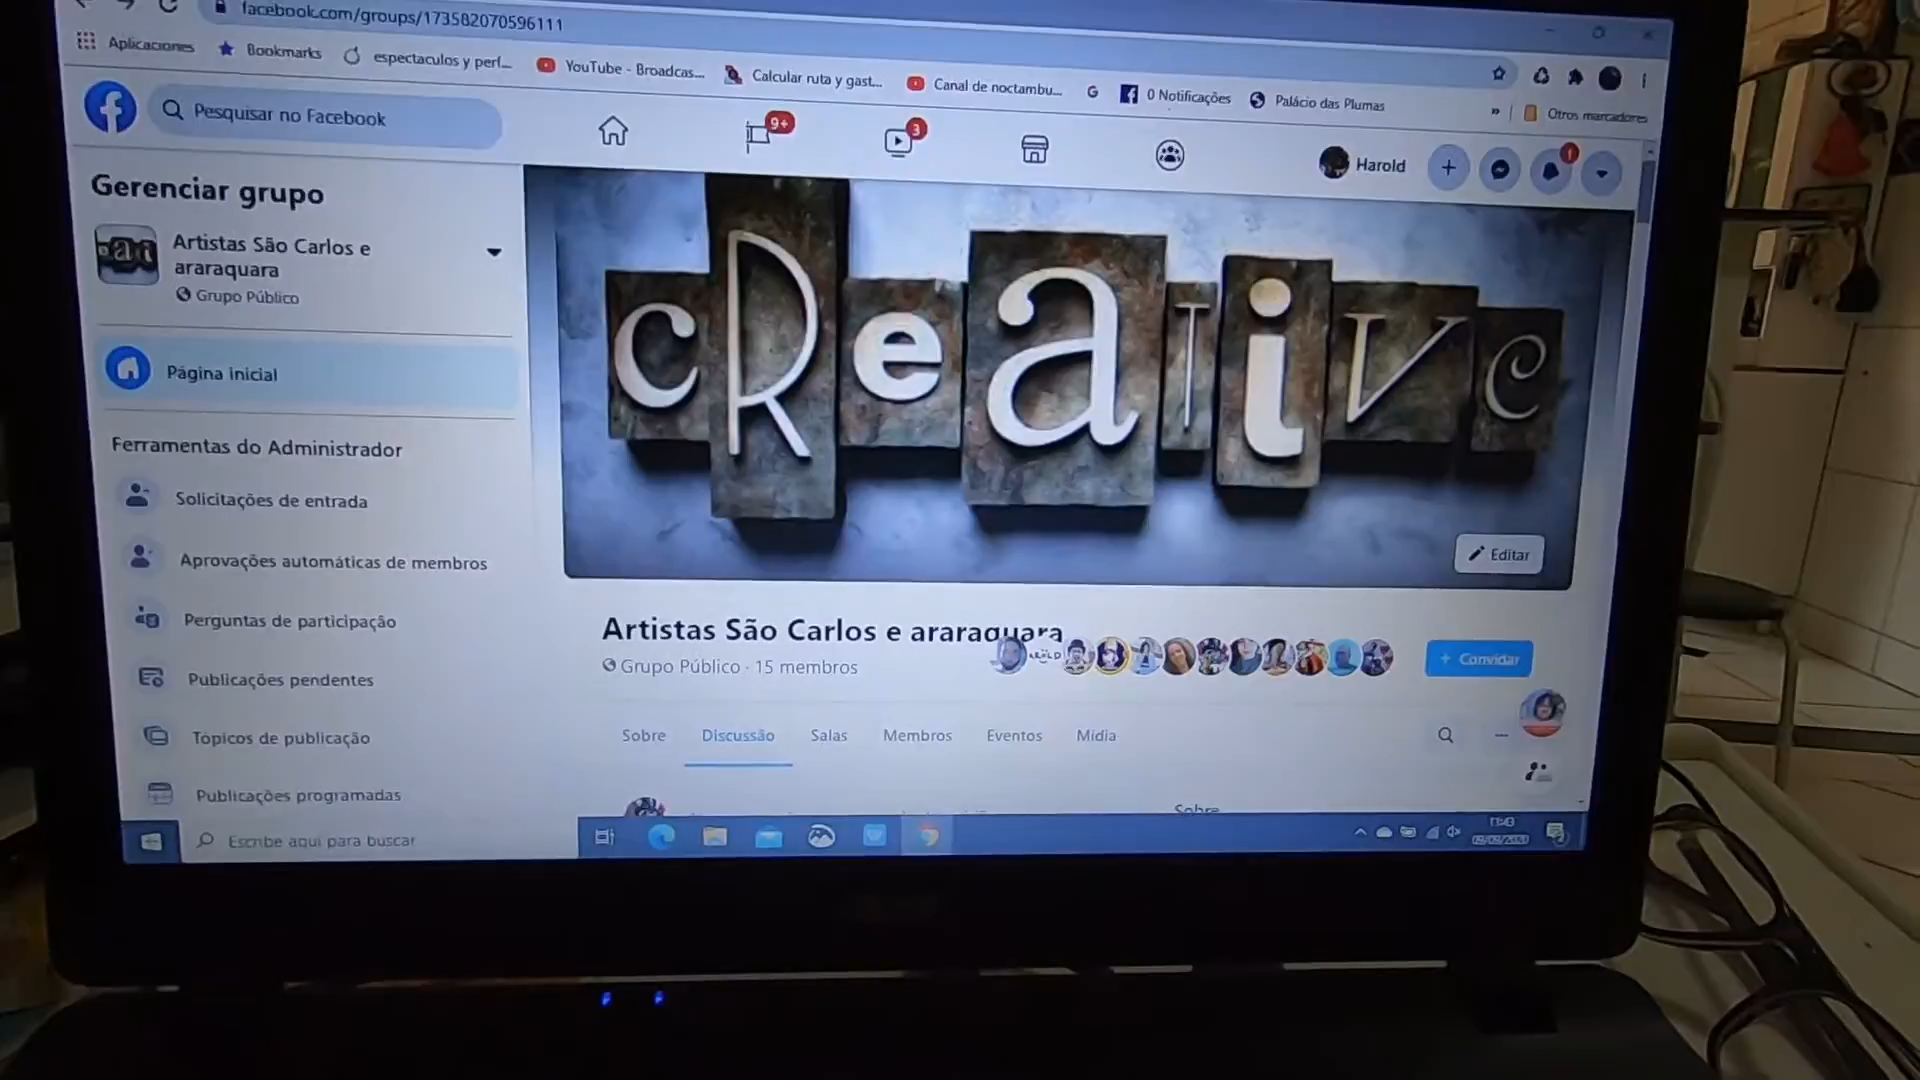 facebook.com/groups/173582070596111
Aplicaciones
Bookmarks
espectaculos y perf...
YouTube - Broadcas...
Calcular ruta y gast...
Canal de noctambu...
G
0 Notificações
Palácio das Plumas
»
Otros marcadores
Pesquisar no Facebook
9+
3
Harold
1
Gerenciar grupo
Artistas São Carlos e
araraquara
Grupo Público
Página inicial
Ferramentas do Administrador
Solicitações de entrada
Aprovações automáticas de membros
Perguntas de participação
Publicações pendentes
Tópicos de publicação
Publicações programadas
cReaTiVe
Editar
Artistas São Carlos e araraquara
Grupo Público · 15 membros
+ Convidar
Sobre
Discussão
Salas
Membros
Eventos
Mídia
Sobre
Escribe aquí para buscar